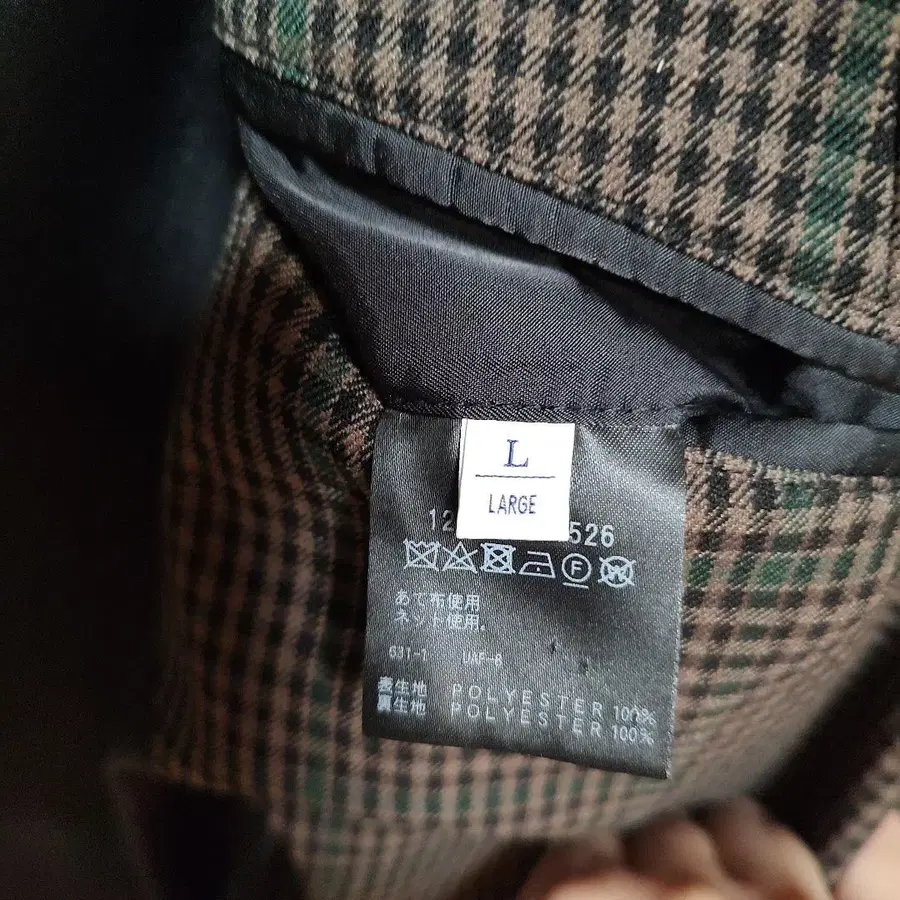 L
LARGE
12 526
F
あて布使用
ネット使用.
631-1 UAF-8
表生地 POLYESTER 100%
裏生地 POLYESTER 100%